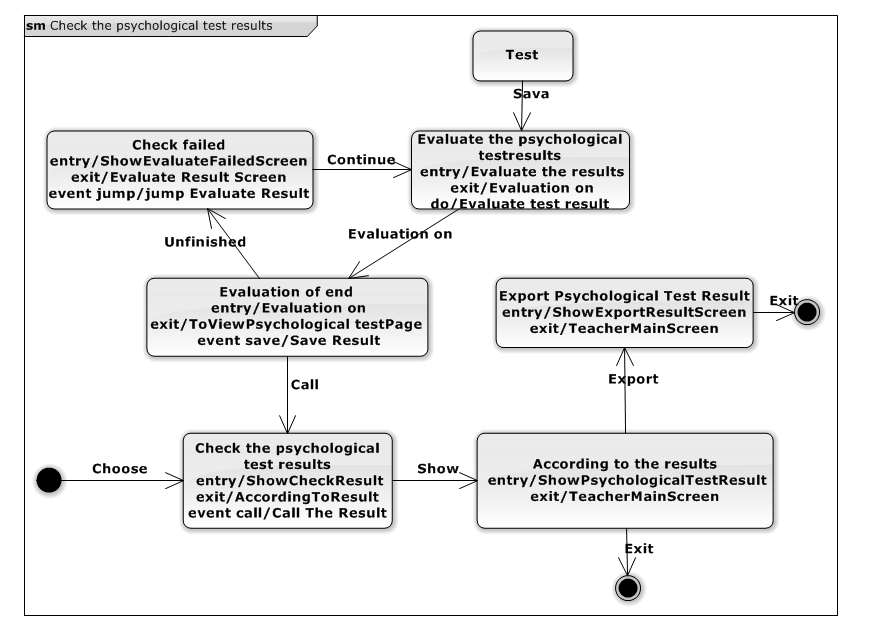 sm Check the psychological test results
Test
Sava
Check failed
entry/ShowEvaluateFailedScreen
exit/Evaluate Result Screen
event jump/jump Evaluate Result
Continue
Evaluate the psychological
testresults
entry/Evaluate the results
exit/Evaluation on
do/Evaluate test result
Unfinished
Evaluation on
Evaluation of end
entry/Evaluation on
exit/ToViewPsychological testPage
event save/Save Result
Export Psychological Test Result
entry/ShowExportResultScreen
exit/TeacherMainScreen
Exit
Call
Export
Choose
Check the psychological
test results
entry/ShowCheckResult
exit/AccordingToResult
event call/Call The Result
Show
According to the results
entry/ShowPsychologicalTestResult
exit/TeacherMainScreen
Exit